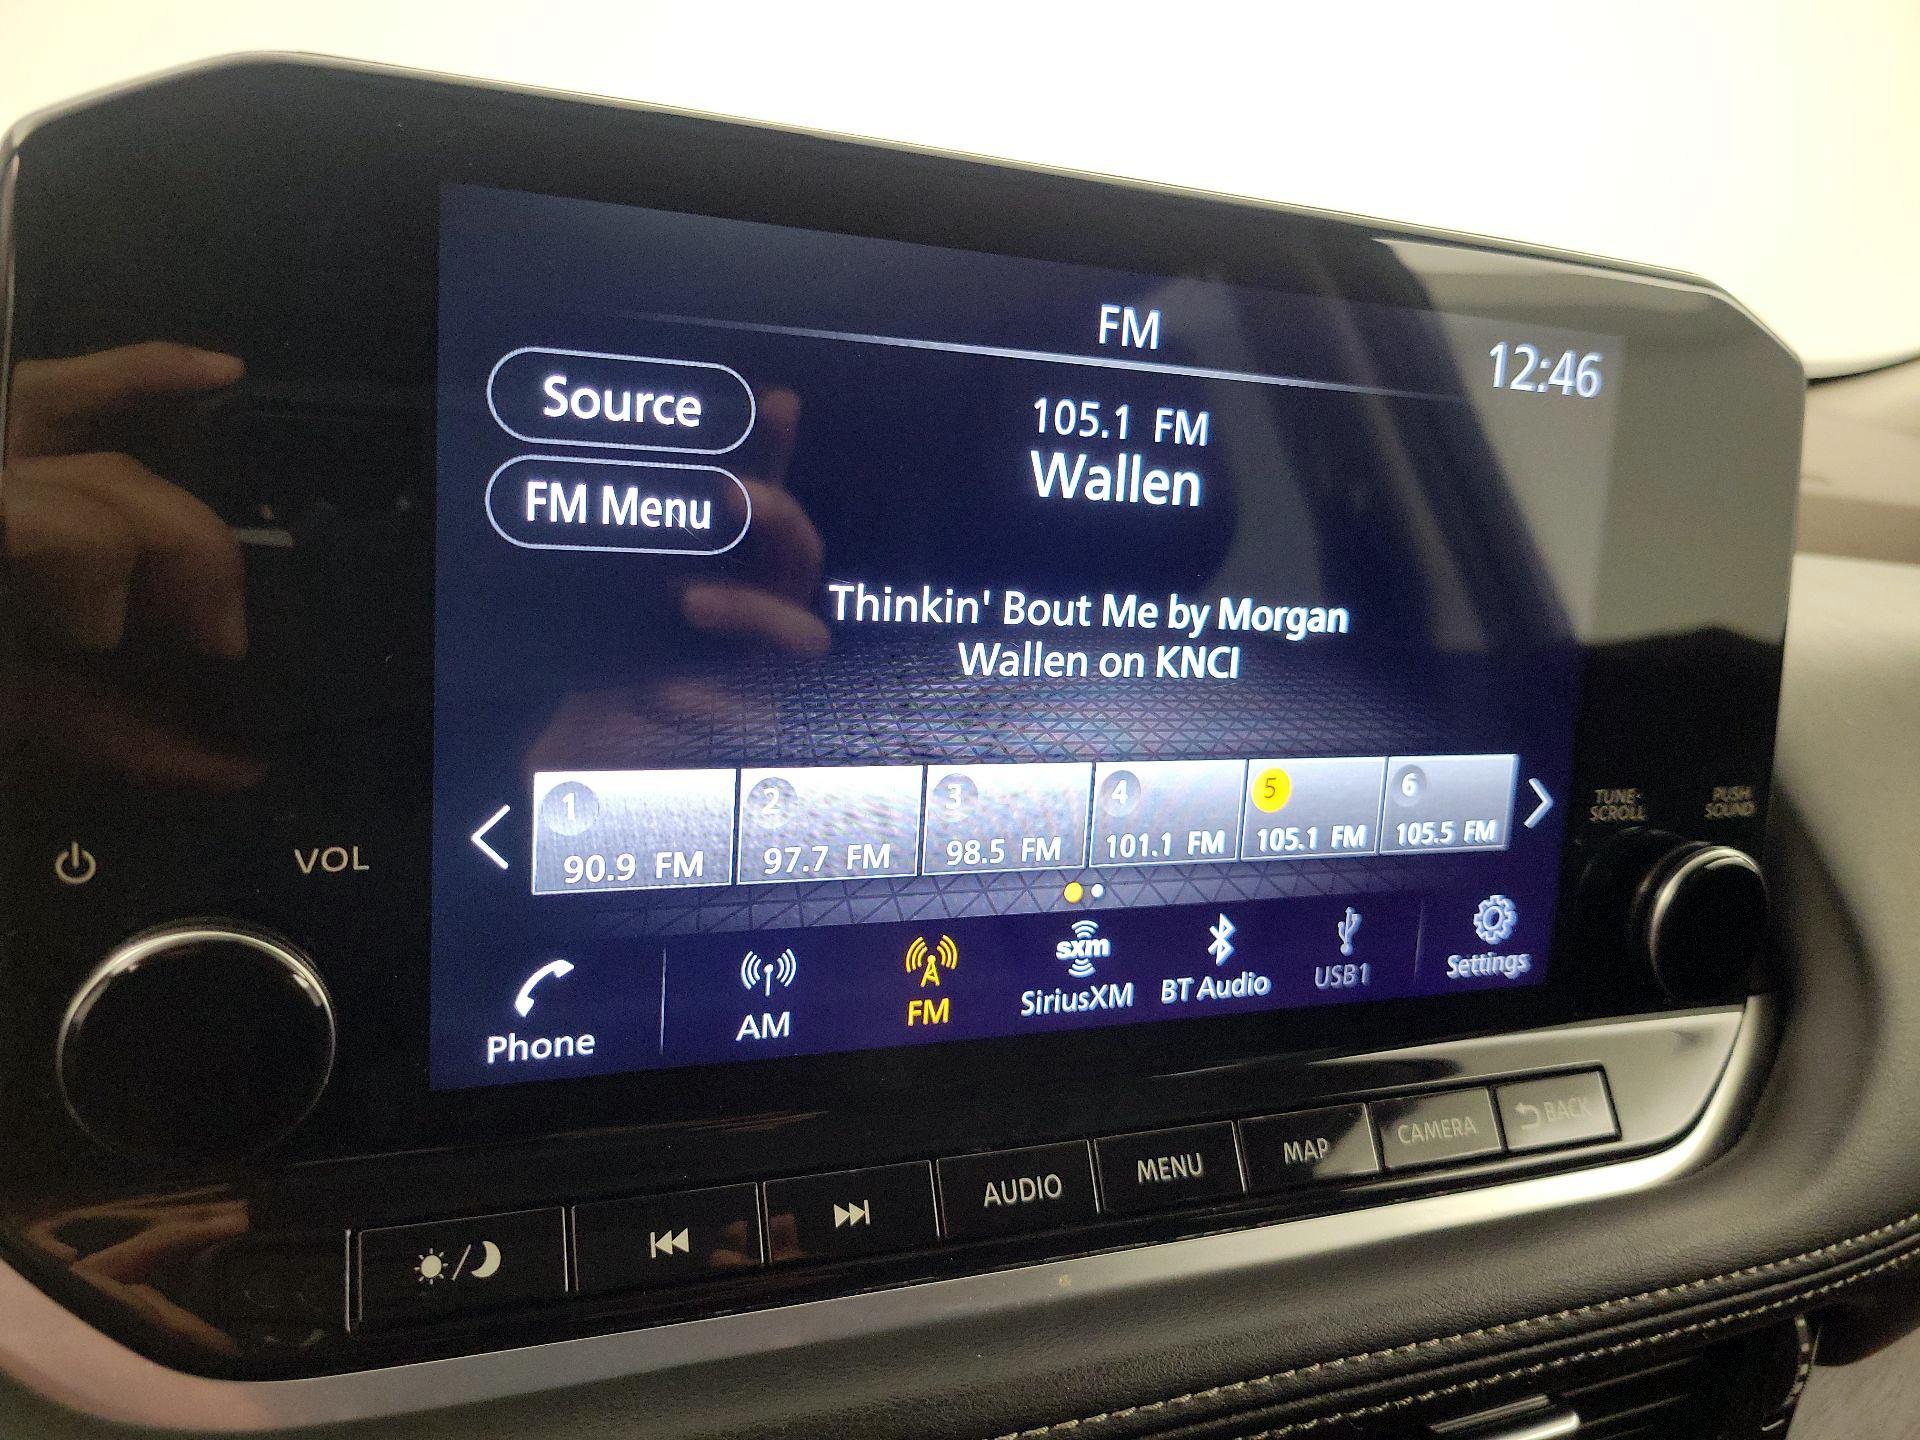 FM
12:46
Source
105.1 FM
Wallen
FM Menu
Thinkin' Bout Me by Morgan
Wallen on KNCI
1
2
3
4
5
6
90.9 FM
97.7 FM
98.5 FM
101.1 FM
105.1 FM
105.5 FM
TUNE-
SCROLL
PUSH
SOUND
VOL
Phone
AM
FM
sxm
SiriusXM
BT Audio
USB1
Settings
AUDIO
MENU
MAP
CAMERA
BACK